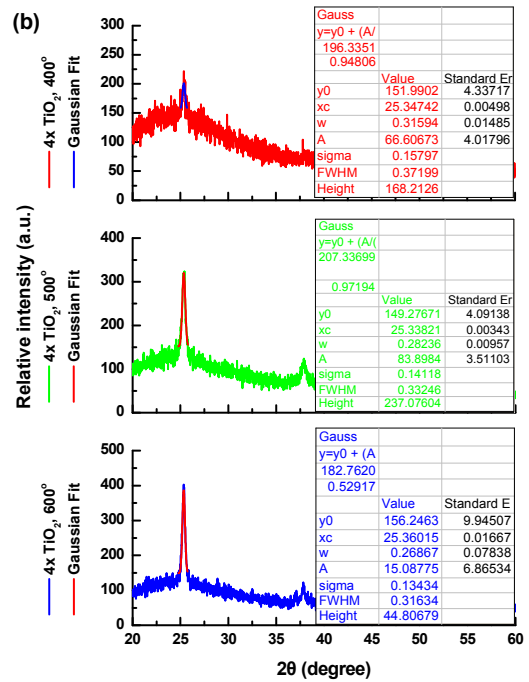 (b)
Relative intensity (a.u.)
4x TiO₂, 400°
Gaussian Fit
250
200
150
100
50
0
Gauss
y=y0 + (A/
196.3351
0.94806
Value Standard Err
y0 151.9902 4.33717
xc 25.34742 0.00498
w 0.31594 0.01485
A 66.60673 4.01796
sigma 0.15797
FWHM 0.37199
Height 168.2126
4x TiO₂, 500°
Gaussian Fit
400
300
200
100
0
Gauss
y=y0 + (A/(
207.33699
0.97194
Value Standard Er
y0 149.27671 4.09138
xc 25.33821 0.00343
w 0.28236 0.00957
A 83.8984 3.51103
sigma 0.14118
FWHM 0.33246
Height 237.07604
4x TiO₂, 600°
Gaussian Fit
500
400
300
200
100
0
Gauss
y=y0 + (A
182.7620
0.52917
Value Standard E
y0 156.2463 9.94507
xc 25.36015 0.01667
w 0.26867 0.07838
A 15.08775 6.86534
sigma 0.13434
FWHM 0.31634
Height 44.80679
20 25 30 35 40 45 50 55 60
2θ (degree)